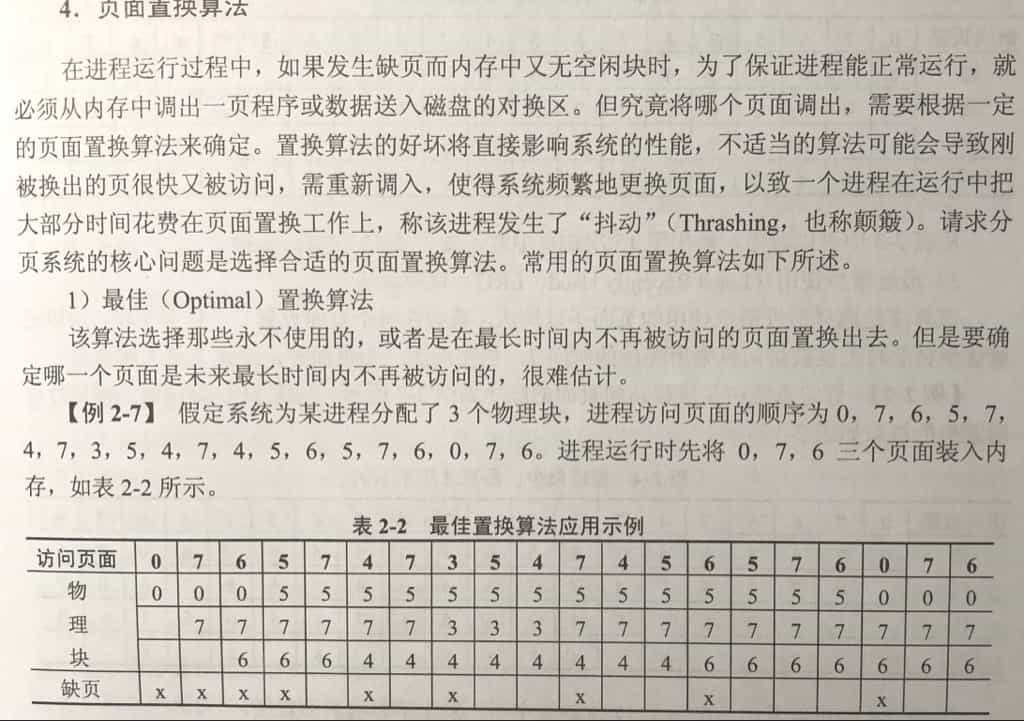 4．页面置换算法
在进程运行过程中，如果发生缺页而内存中又无空闲块时，为了保证进程能正常运行，就
必须从内存中调出一页程序或数据送入磁盘的对换区。但究竟将哪个页面调出，需要根据一定
的页面置换算法来确定。置换算法的好坏将直接影响系统的性能，不适当的算法可能会导致刚
被换出的页很快又被访问，需重新调入，使得系统频繁地更换页面，以致一个进程在运行中把
大部分时间花费在页面置换工作上，称该进程发生了“抖动”（Thrashing，也称颠簸）。请求分
页系统的核心问题是选择合适的页面置换算法。常用的页面置换算法如下所述。
1）最佳（Optimal）置换算法
该算法选择那些永不使用的，或者是在最长时间内不再被访问的页面置换出去。但是要确
定哪一个页面是未来最长时间内不再被访问的，很难估计。
【例 2-7】 假定系统为某进程分配了 3 个物理块，进程访问页面的顺序为 0，7，6，5，7，
4，7，3，5，4，7，4，5，6，5，7，6，0，7，6。进程运行时先将 0，7，6 三个页面装入内
存，如表 2-2 所示。
表 2-2 最佳置换算法应用示例
访问页面 0 7 6 5 7 4 7 3 5 4 7 4 5 6 5 7 6 0 7 6
物 0 0 0 5 5 5 5 5 5 5 5 5 5 5 5 5 5 0 0 0
理 7 7 7 7 7 7 3 3 3 7 7 7 7 7 7 7 7 7 7
块 6 6 6 4 4 4 4 4 4 4 4 6 6 6 6 6 6 6
缺页 x x x x x x x x x